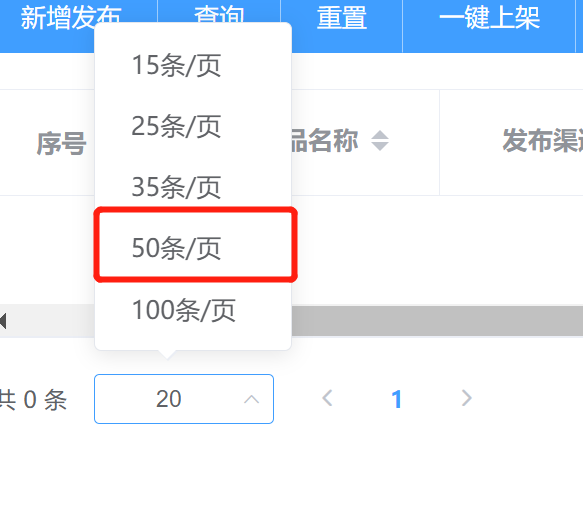 新增发布 查询 重置 一键上架
15条/页
25条/页
序号 品名称 发布渠道
35条/页
50条/页
100条/页
共 0 条 20 1